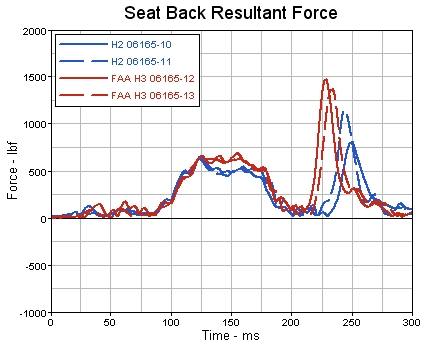 Seat Back Resultant Force
H2 06165-10
H2 06165-11
FAA H3 06165-12
FAA H3 06165-13
2000
1500
1000
500
0
-500
-1000
Force - lbf
0 50 100 150 200 250 300
Time - ms